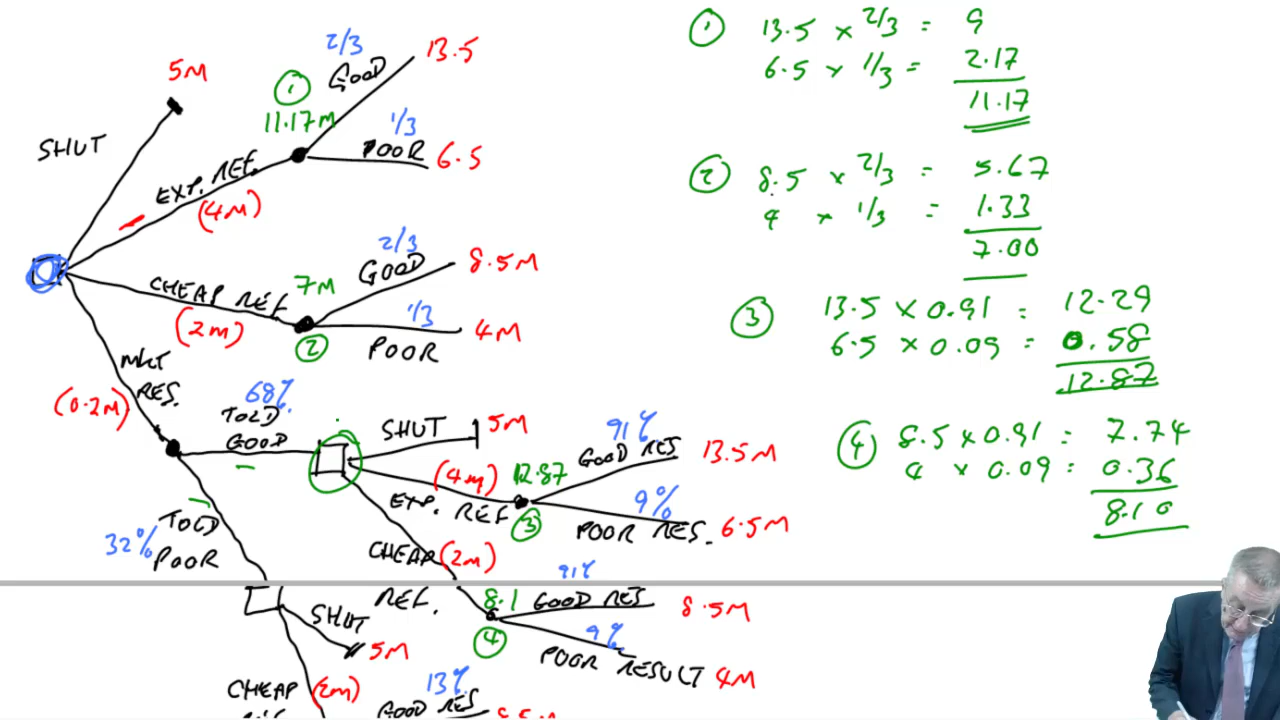 5M
SHUT
2/3
GOOD
13.5
①
11.17M
1/3
POOR
6.5
EXP. REF.
(4M)
CHEAP REF
(2M)
7M
2/3
GOOD
8.5M
②
1/3
POOR
4M
MKT
RES.
(0.2M)
68%
TOLD
GOOD
SHUT
5M
(4M)
EXP. REF
12.87
③
91%
GOOD RES
13.5M
9%
POOR RES.
6.5M
TOLD
POOR
32%
CHEAP
(2M)
REF.
8.1
④
91%
GOOD RES
8.5M
9%
POOR RESULT
4M
SHUT
5M
CHEAP
(2M)
13%
GOOD RES
① 13.5 x 2/3 = 9
6.5 x 1/3 = 2.17
11.17
② 8.5 x 2/3 = 5.67
4 x 1/3 = 1.33
7.00
③ 13.5 x 0.91 = 12.29
6.5 x 0.09 = 0.58
12.87
④ 8.5 x 0.91 = 7.74
4 x 0.09 = 0.36
8.10